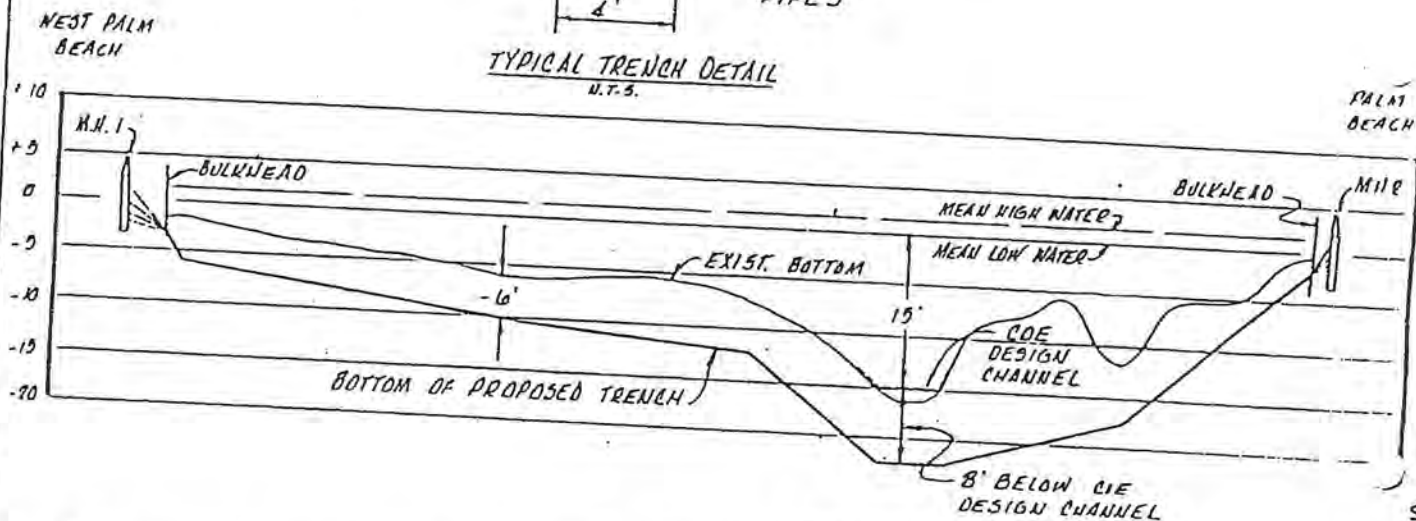 PIPES
4'
TYPICAL TRENCH DETAIL
N.T.S.
WEST PALM
BEACH
PALM
BEACH
+10
+5
0
-5
-10
-15
-20
M.H. 1
BULKHEAD
MEAN HIGH WATER
MEAN LOW WATER
BULKHEAD
EXIST. BOTTOM
-6'
15'
COE
DESIGN
CHANNEL
BOTTOM OF PROPOSED TRENCH
8' BELOW COE
DESIGN CHANNEL